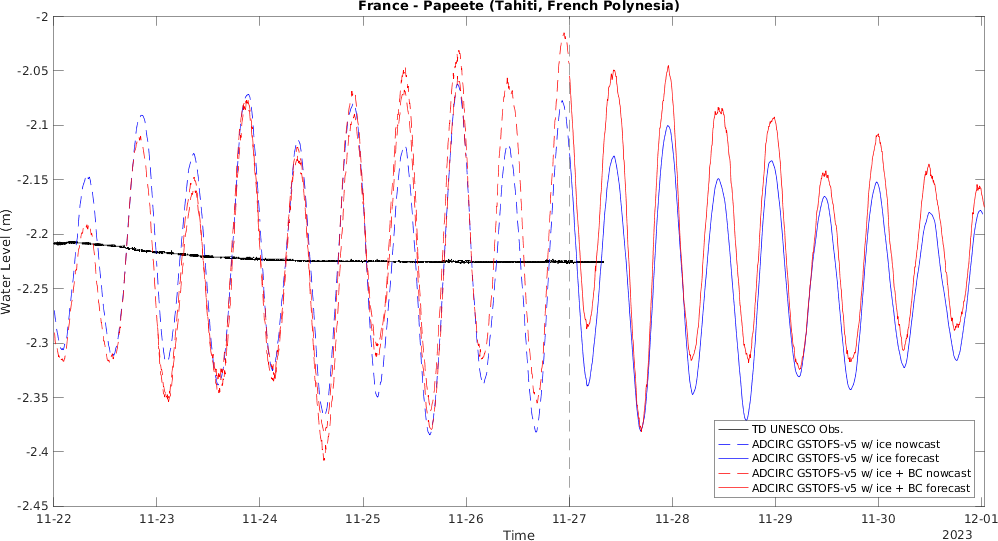 France - Papeete (Tahiti, French Polynesia)
Water Level (m)
-2
-2.05
-2.1
-2.15
-2.2
-2.25
-2.3
-2.35
-2.4
-2.45
TD UNESCO Obs.
ADCIRC GSTOFS-v5 w/ ice nowcast
ADCIRC GSTOFS-v5 w/ ice forecast
ADCIRC GSTOFS-v5 w/ ice + BC nowcast
ADCIRC GSTOFS-v5 w/ ice + BC forecast
11-22 11-23 11-24 11-25 11-26 11-27 11-28 11-29 11-30 12-01
Time
2023